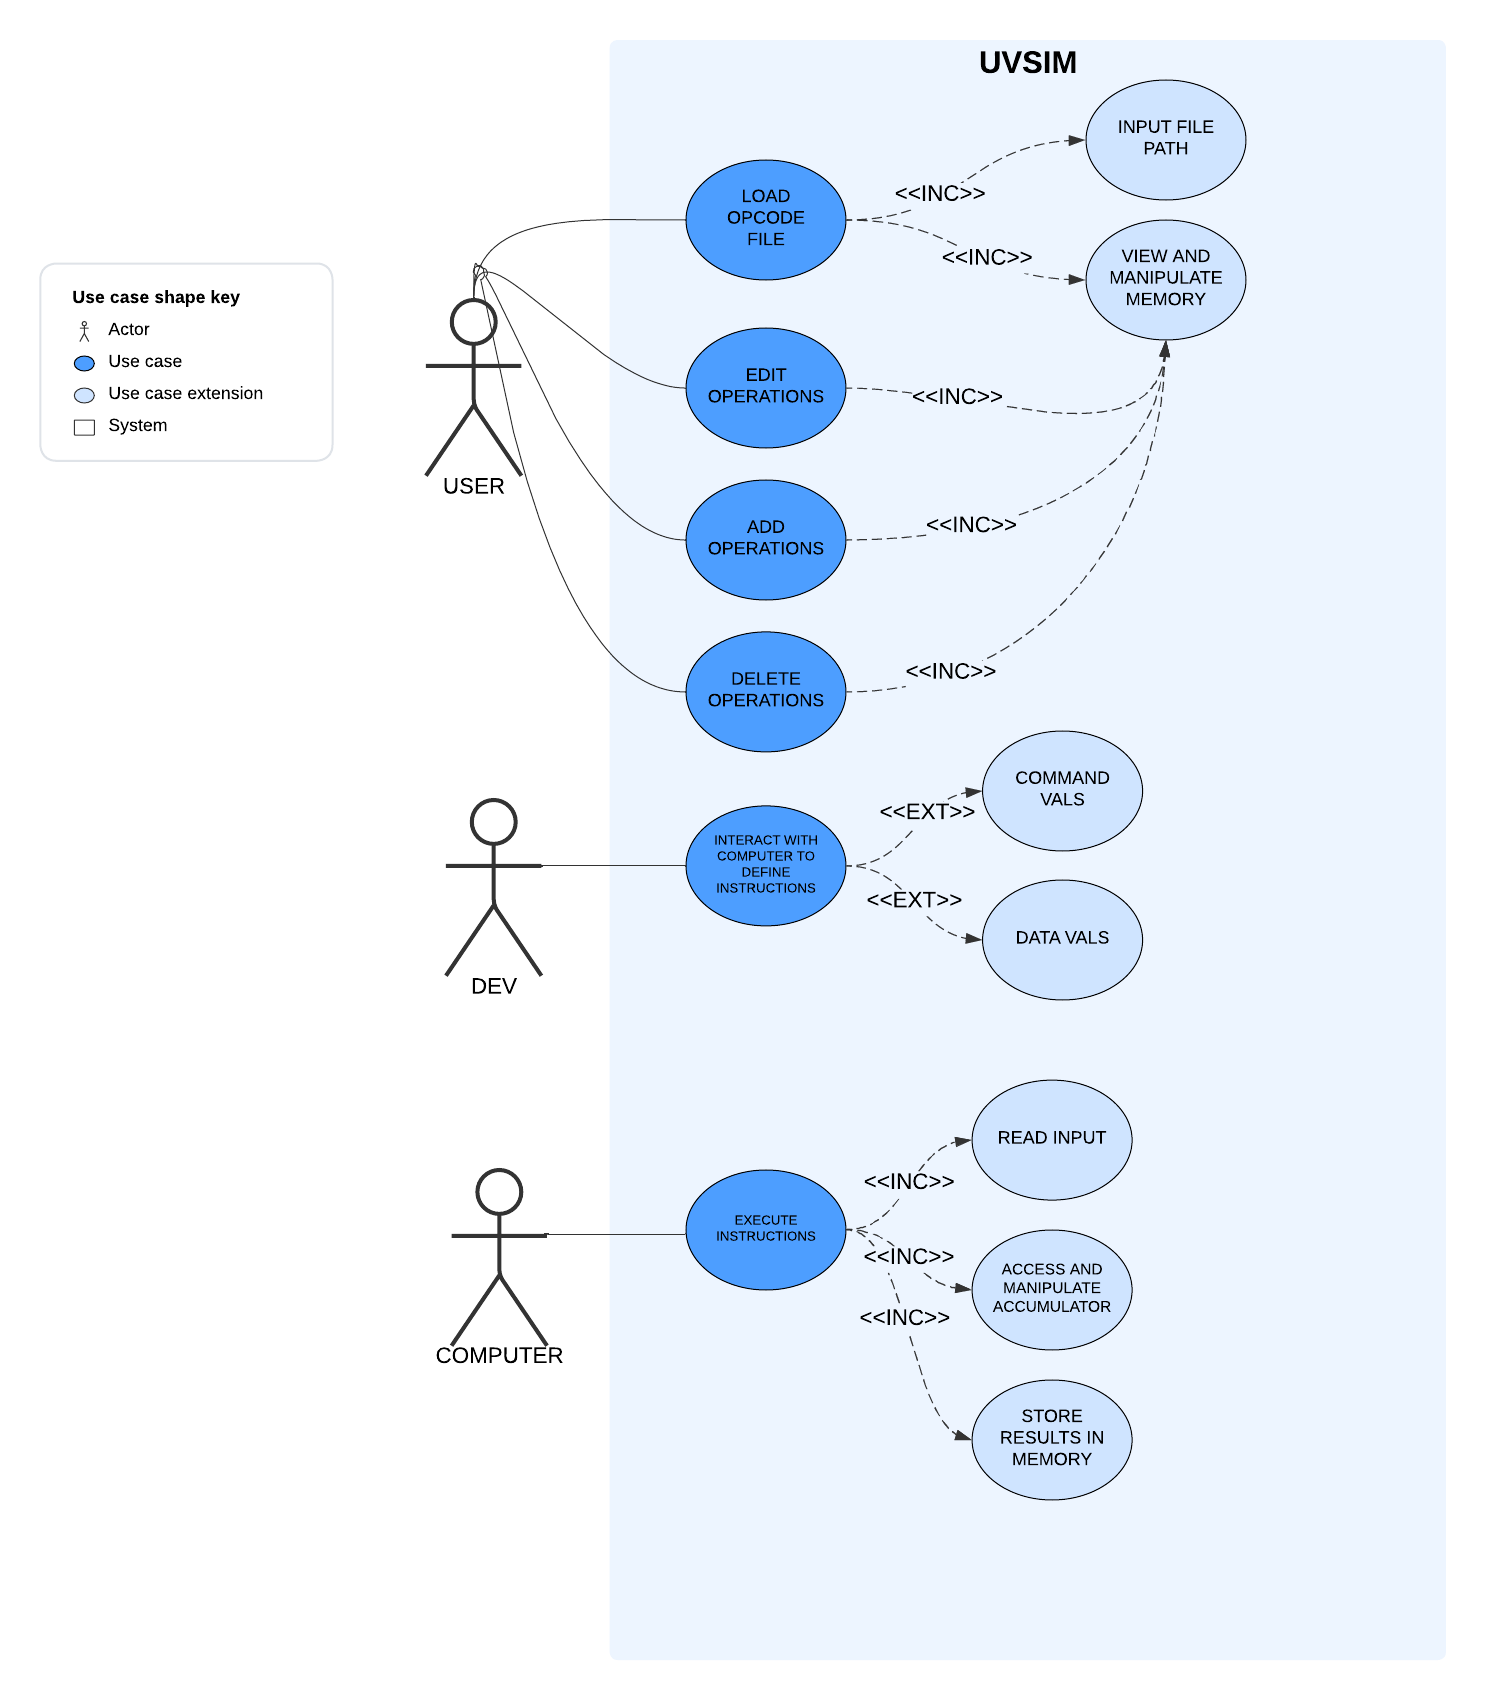 UVSIM
INPUT FILE
PATH
<<INC>>
LOAD
OPCODE
FILE
<<INC>>
VIEW AND
MANIPULATE
MEMORY
Use case shape key
Actor
Use case
Use case extension
System
USER
EDIT
OPERATIONS
<<INC>>
ADD
OPERATIONS
<<INC>>
DELETE
OPERATIONS
<<INC>>
COMMAND
VALS
<<EXT>>
INTERACT WITH
COMPUTER TO
DEFINE
INSTRUCTIONS
<<EXT>>
DATA VALS
DEV
READ INPUT
<<INC>>
EXECUTE
INSTRUCTIONS
<<INC>>
ACCESS AND
MANIPULATE
ACCUMULATOR
<<INC>>
COMPUTER
STORE
RESULTS IN
MEMORY